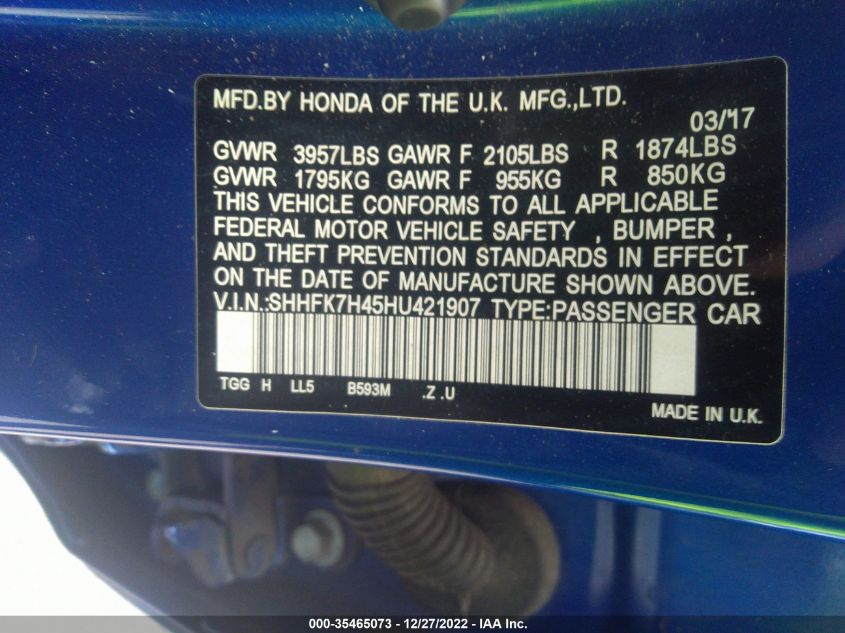 MFD.BY HONDA OF THE U.K. MFG.,LTD.
03/'17
GVWR 3957LBS GAWR F 2105LBS R 1874LBS
GVWR 1795KG GAWR F 955KG R 850KG
THIS VEHICLE CONFORMS TO ALL APPLICABLE
FEDERAL MOTOR VEHICLE SAFETY , BUMPER ,
AND THEFT PREVENTION STANDARDS IN EFFECT
ON THE DATE OF MANUFACTURE SHOWN ABOVE.
V.I.N.:SHHFK7H45HU421907 TYPE:PASSENGER CAR
TGG H LL5 B593M .Z .U
MADE IN U.K.
000-35465073 - 12/27/2022 - IAA Inc.